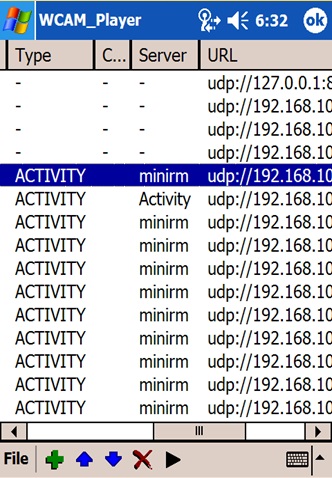 WCAM_Player 6:32 ok
Type C... Server URL
- - - udp://127.0.0.1:8
- - - udp://192.168.10
- - - udp://192.168.10
- - - udp://192.168.10
ACTIVITY minirm udp://192.168.10
ACTIVITY Activity udp://192.168.10
ACTIVITY minirm udp://192.168.10
ACTIVITY minirm udp://192.168.10
ACTIVITY minirm udp://192.168.10
ACTIVITY minirm udp://192.168.10
ACTIVITY minirm udp://192.168.10
ACTIVITY minirm udp://192.168.10
ACTIVITY minirm udp://192.168.10
ACTIVITY minirm udp://192.168.10
ACTIVITY minirm udp://192.168.10
File